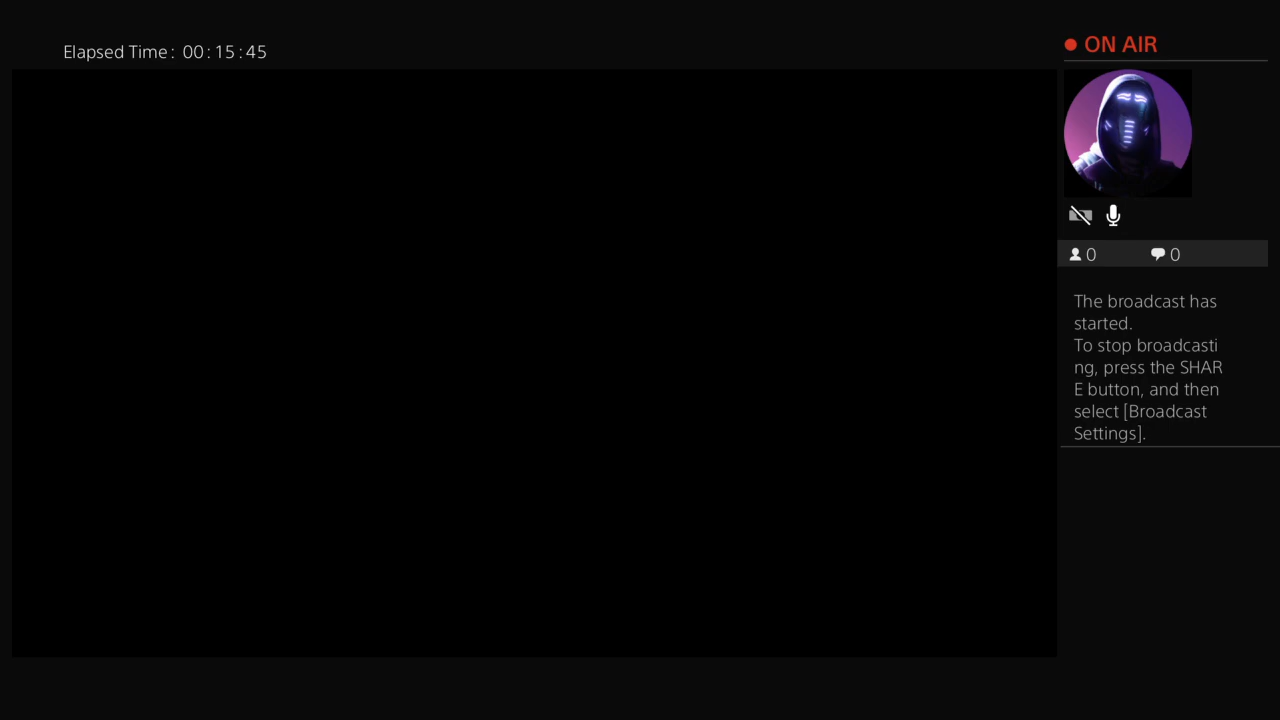 Elapsed Time: 00:15:45
ON AIR
0 0
The broadcast has
started.
To stop broadcasti
ng, press the SHAR
E button, and then
select [Broadcast
Settings].